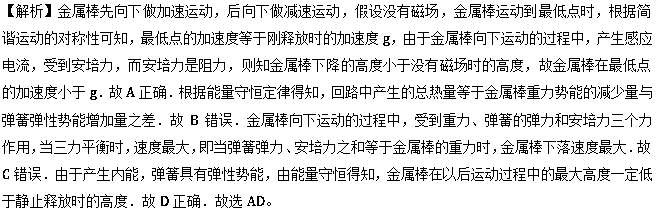 【解析】金属棒先向下做加速运动，后向下做减速运动，假设没有磁场，金属棒运动到最低点时，根据简
谐运动的对称性可知，最低点的加速度等于刚释放时的加速度 g，由于金属棒向下运动的过程中，产生感应
电流，受到安培力，而安培力是阻力，则知金属棒下降的高度小于没有磁场时的高度，故金属棒在最低点
的加速度小于 g．故 A 正确．根据能量守恒定律得知，回路中产生的总热量等于金属棒重力势能的减少量与
弹簧弹性势能增加量之差．故 B 错误．金属棒向下运动的过程中，受到重力、弹簧的弹力和安培力三个力
作用，当三力平衡时，速度最大，即当弹簧弹力、安培力之和等于金属棒的重力时，金属棒下落速度最大．故
C 错误．由于产生内能，弹簧具有弹性势能，由能量守恒得知，金属棒在以后运动过程中的最大高度一定低
于静止释放时的高度．故 D 正确．故选 AD。